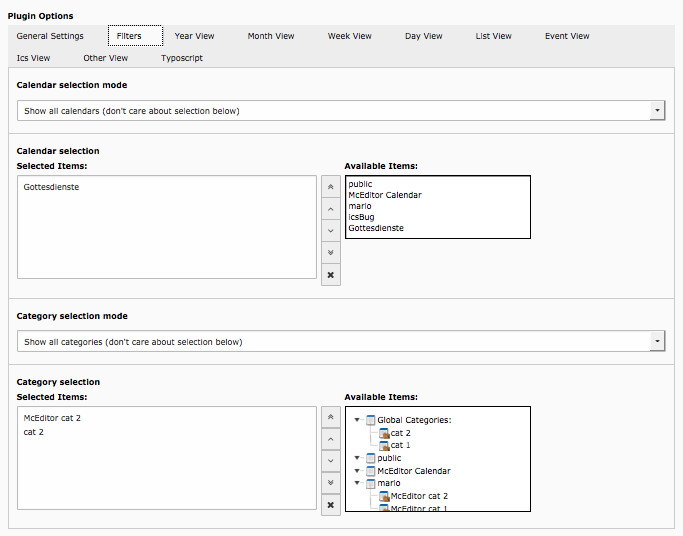 Plugin Options
General Settings
Filters
Year View
Month View
Week View
Day View
List View
Event View
Ics View
Other View
Typoscript
Calendar selection mode
Show all calendars (don't care about selection below)
Calendar selection
Selected Items:
Available Items:
Gottesdienste
public
McEditor Calendar
mario
icsBug
Gottesdienste
Category selection mode
Show all categories (don't care about selection below)
Category selection
Selected Items:
Available Items:
McEditor cat 2
cat 2
Global Categories:
cat 2
cat 1
public
McEditor Calendar
mario
McEditor cat 2
McEditor cat 1